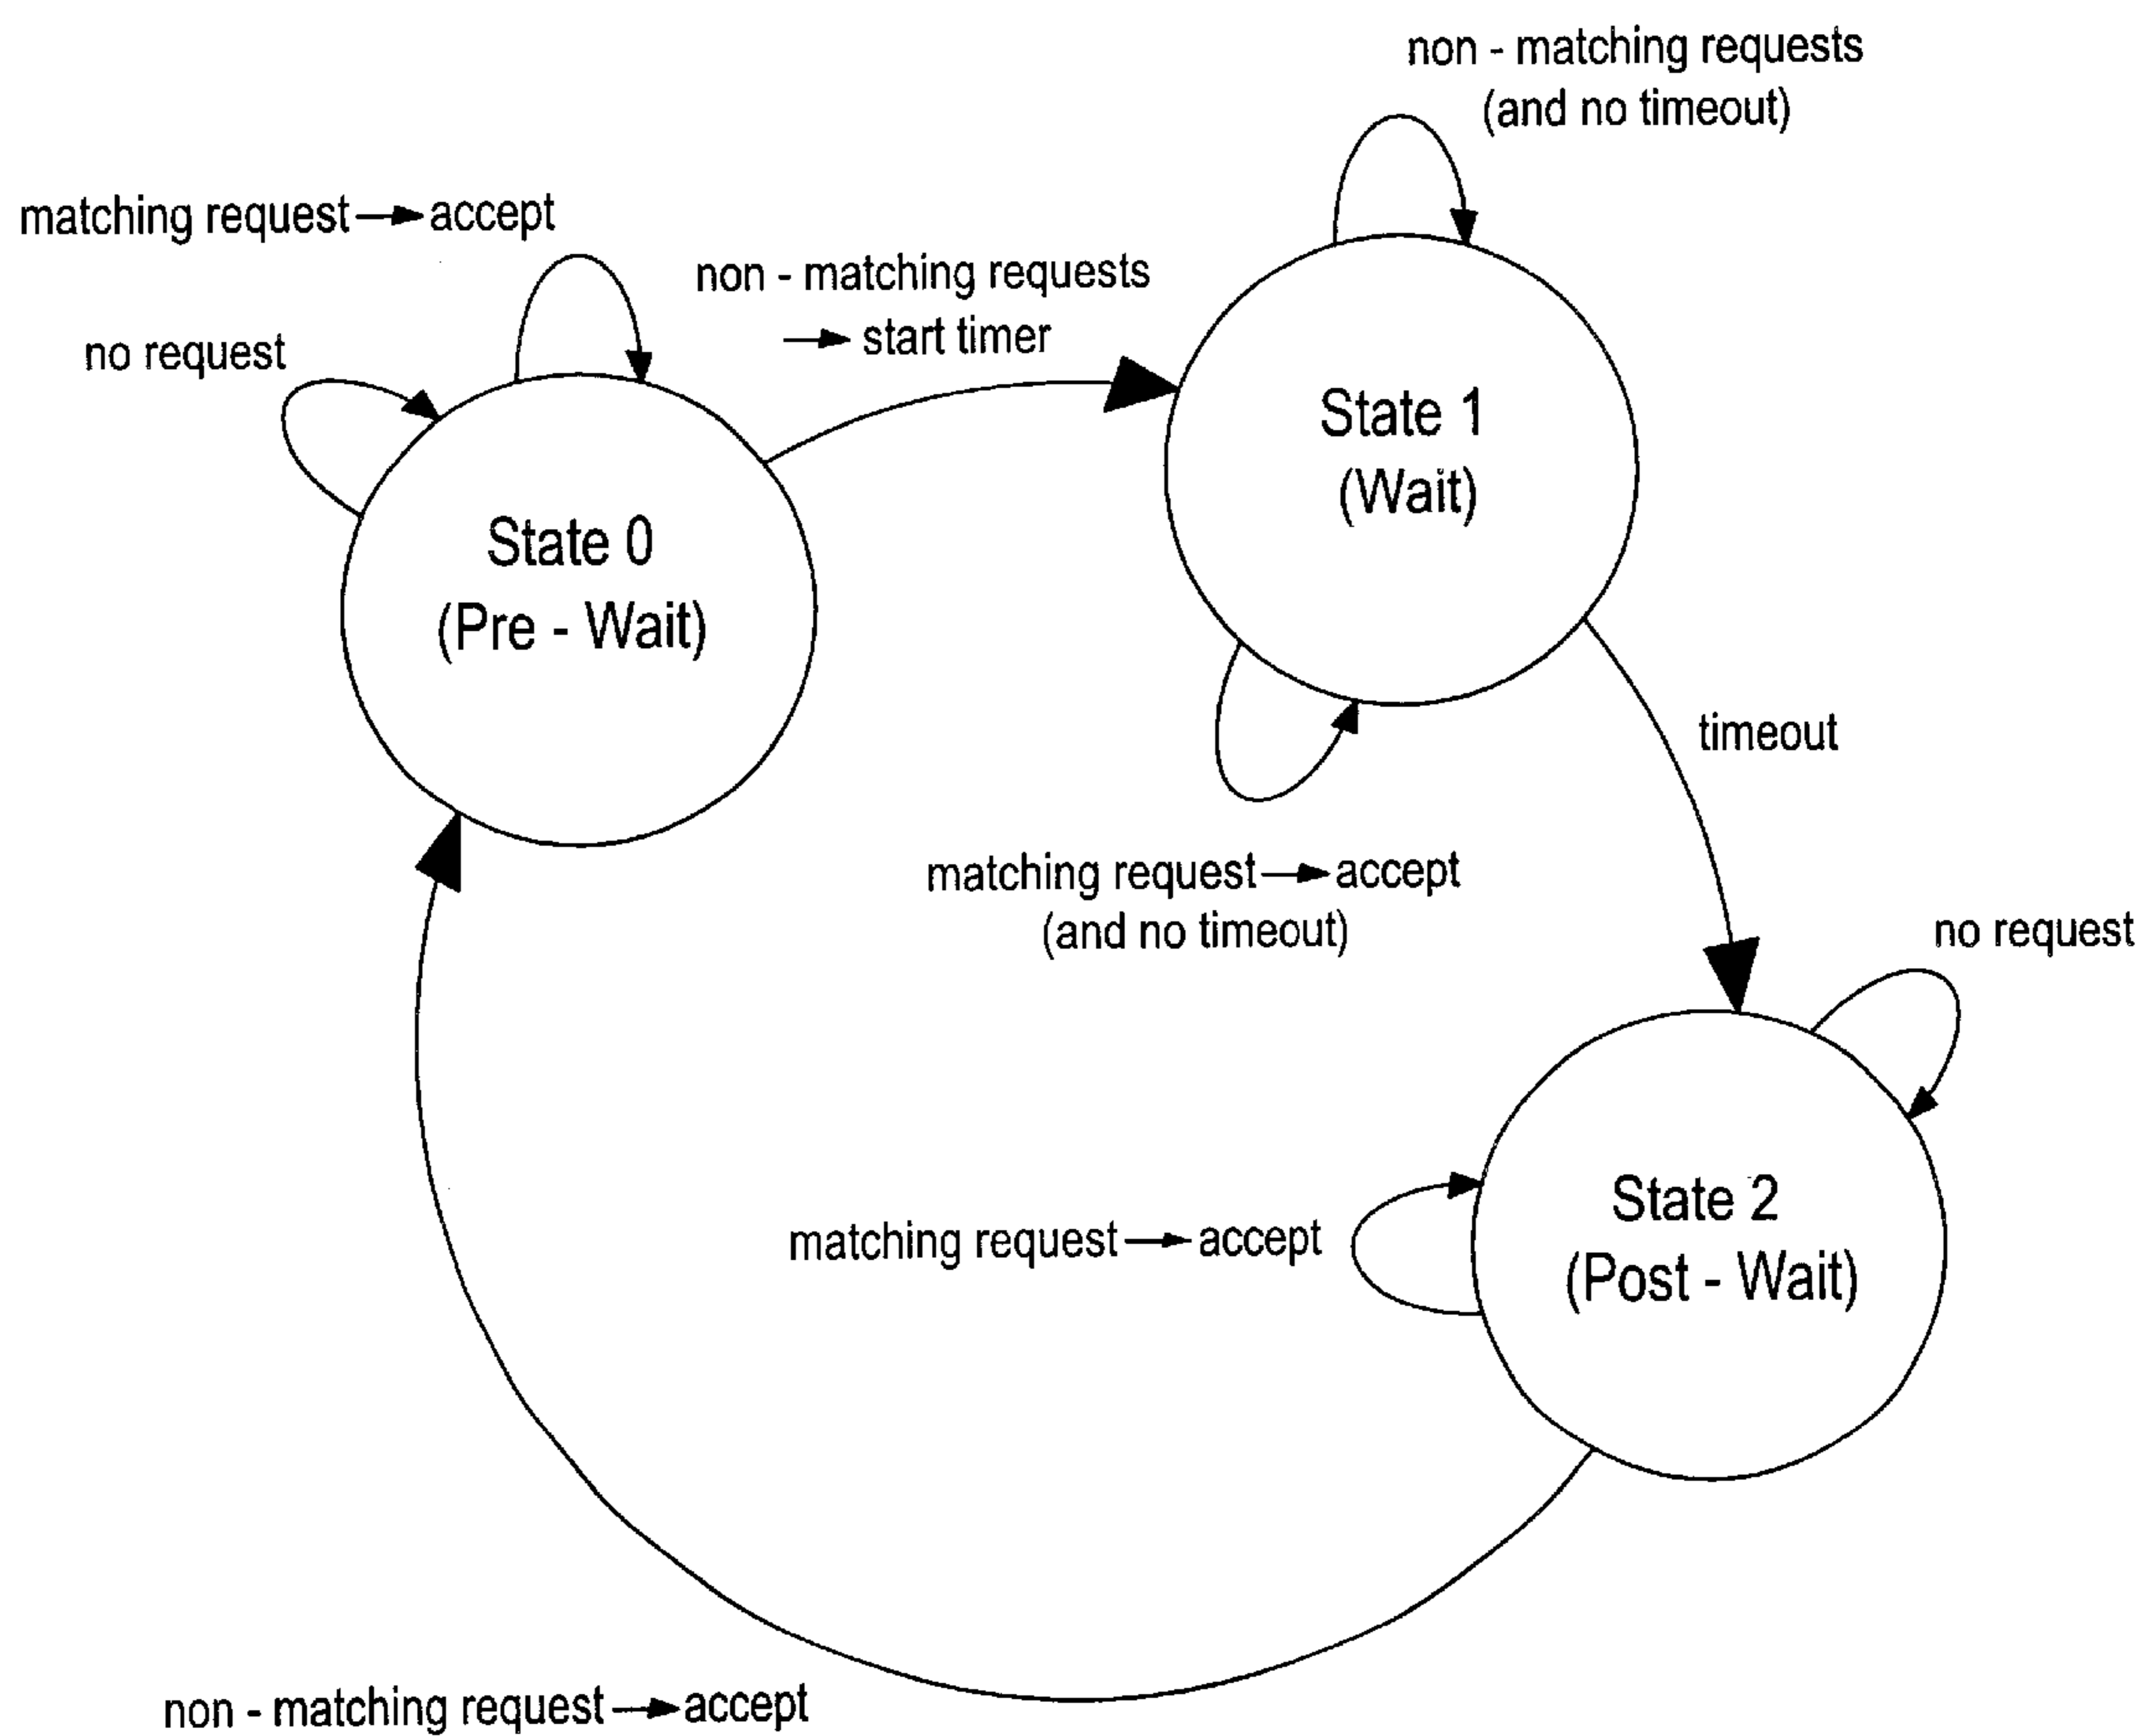 non - matching requests
(and no timeout)
matching request → accept
non - matching requests
→ start timer
no request
State 0
(Pre - Wait)
State 1
(Wait)
timeout
matching request → accept
(and no timeout)
no request
matching request → accept
State 2
(Post - Wait)
non - matching request → accept